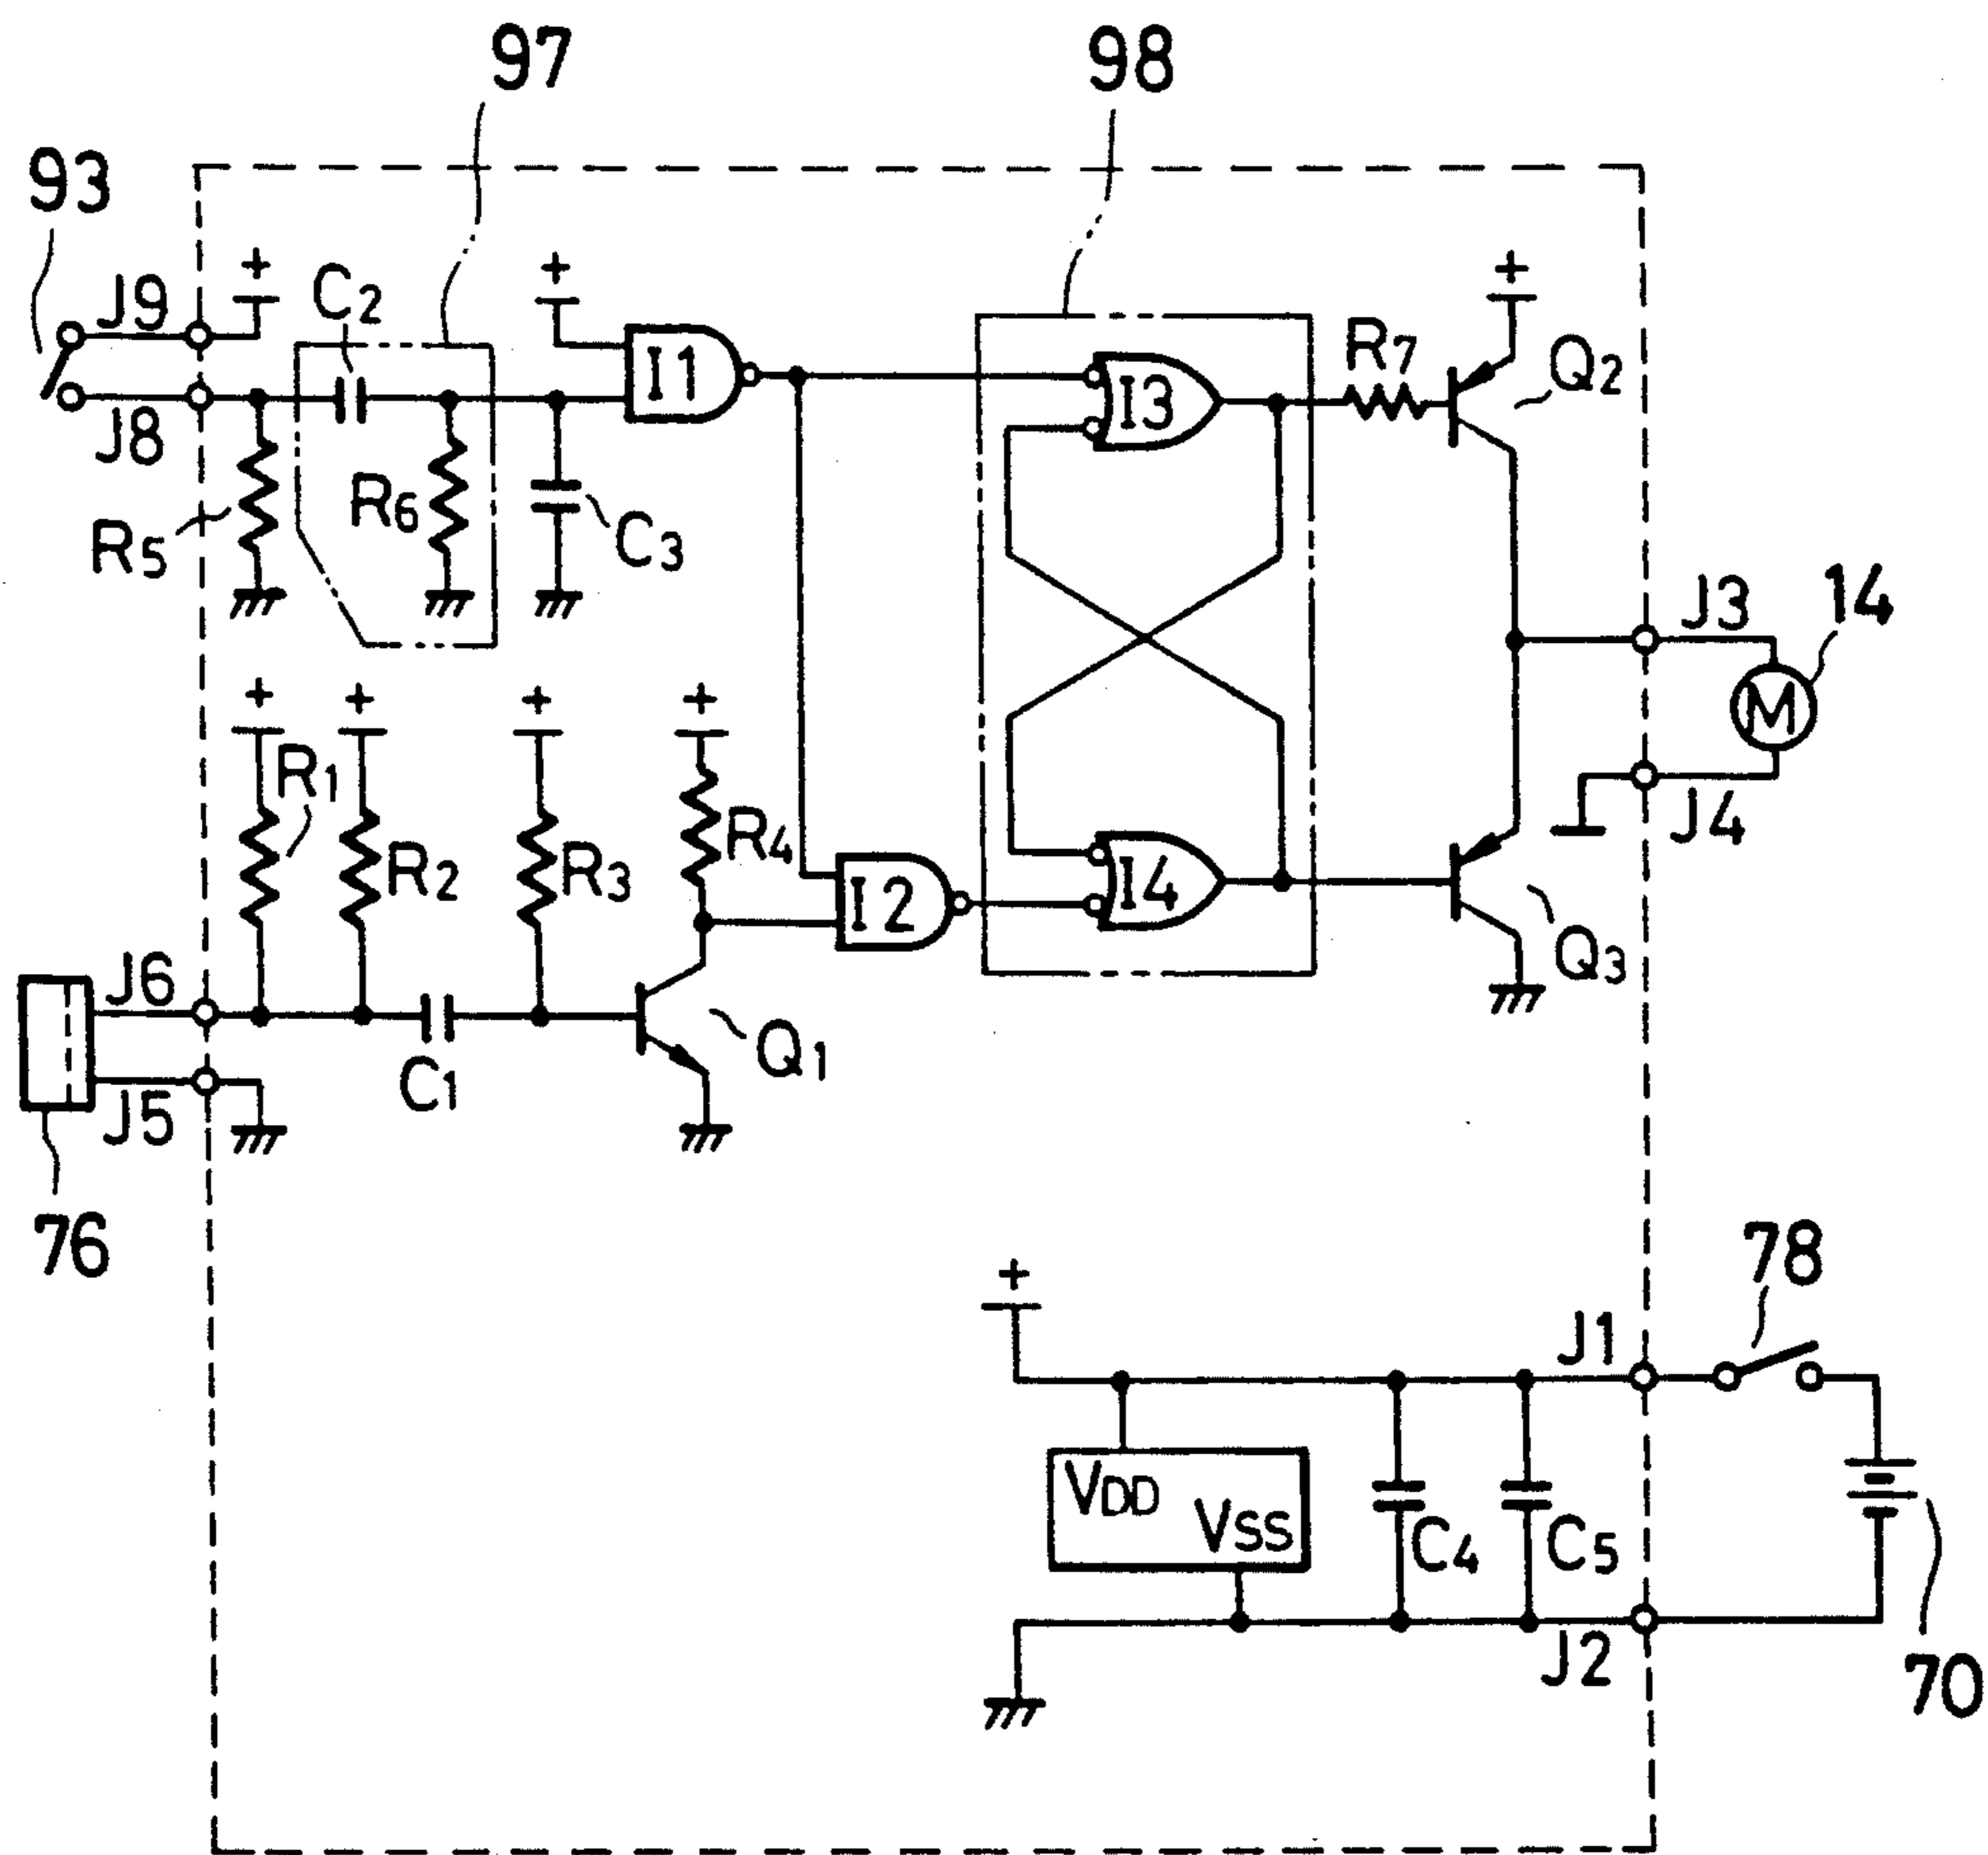 97
98
93
+
+
+
J9
C2
I1
I3
R7
Q2
J8
R5
R6
C3
J3
14
+
+
+
+
M
R1
R2
R3
R4
J4
I2
I4
J6
Q3
Q1
C1
J5
76
78
+
J1
VDD
VSS
C4
C5
J2
70